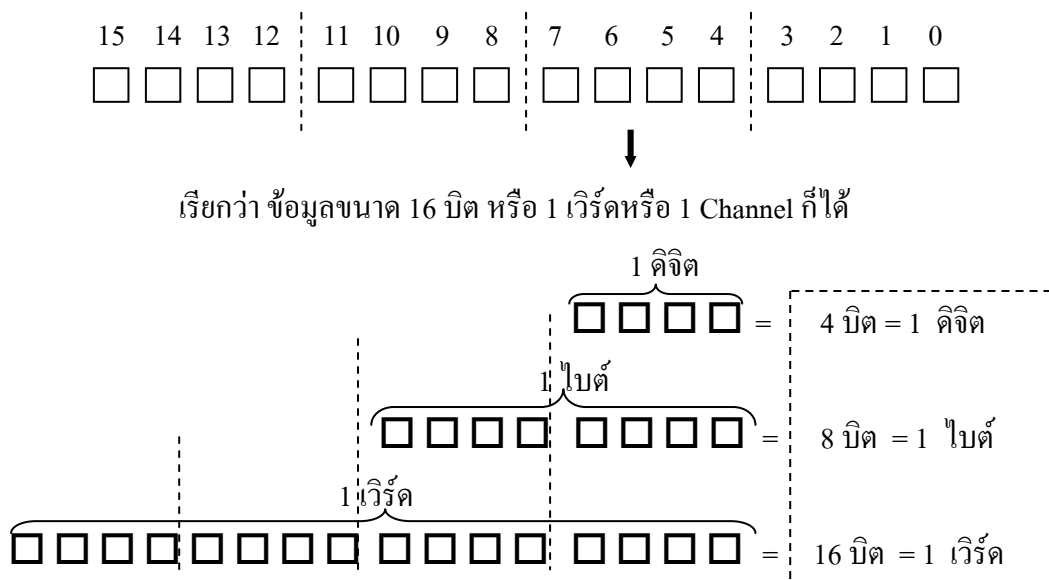 15 14 13 12 11 10 9 8 7 6 5 4 3 2 1 0
เรียกว่า ข้อมูลขนาด 16 บิต หรือ 1 เวิร์ดหรือ 1 Channel ก็ได้
1 ดิจิต
= 4 บิต = 1 ดิจิต
1 ไบต์
= 8 บิต = 1 ไบต์
1 เวิร์ด
= 16 บิต = 1 เวิร์ด